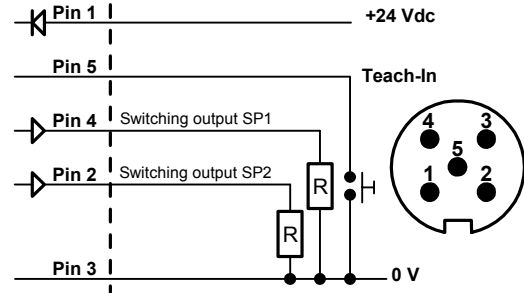 Pin 1
+24 Vdc
Pin 5
Teach-In
Pin 4
Switching output SP1
Pin 2
Switching output SP2
R
R
Pin 3
0 V
4
3
5
1
2